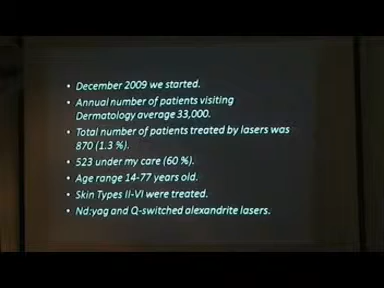 • December 2009 we started.
• Annual number of patients visiting
Dermatology average 33,000.
• Total number of patients treated by lasers was
870 (1.3 %).
• 523 under my care (60 %).
• Age range 14-77 years old.
• Skin Types II-VI were treated.
• Nd:yag and Q-switched alexandrite lasers.